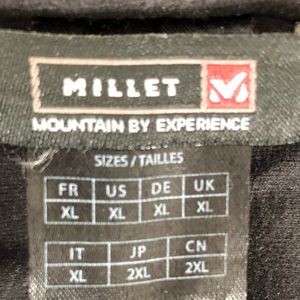 MILLET
MOUNTAIN BY EXPERIENCE
SIZES/TAILLES
FR US DE UK
XL XL XL XL
IT JP CN
XL 2XL 2XL